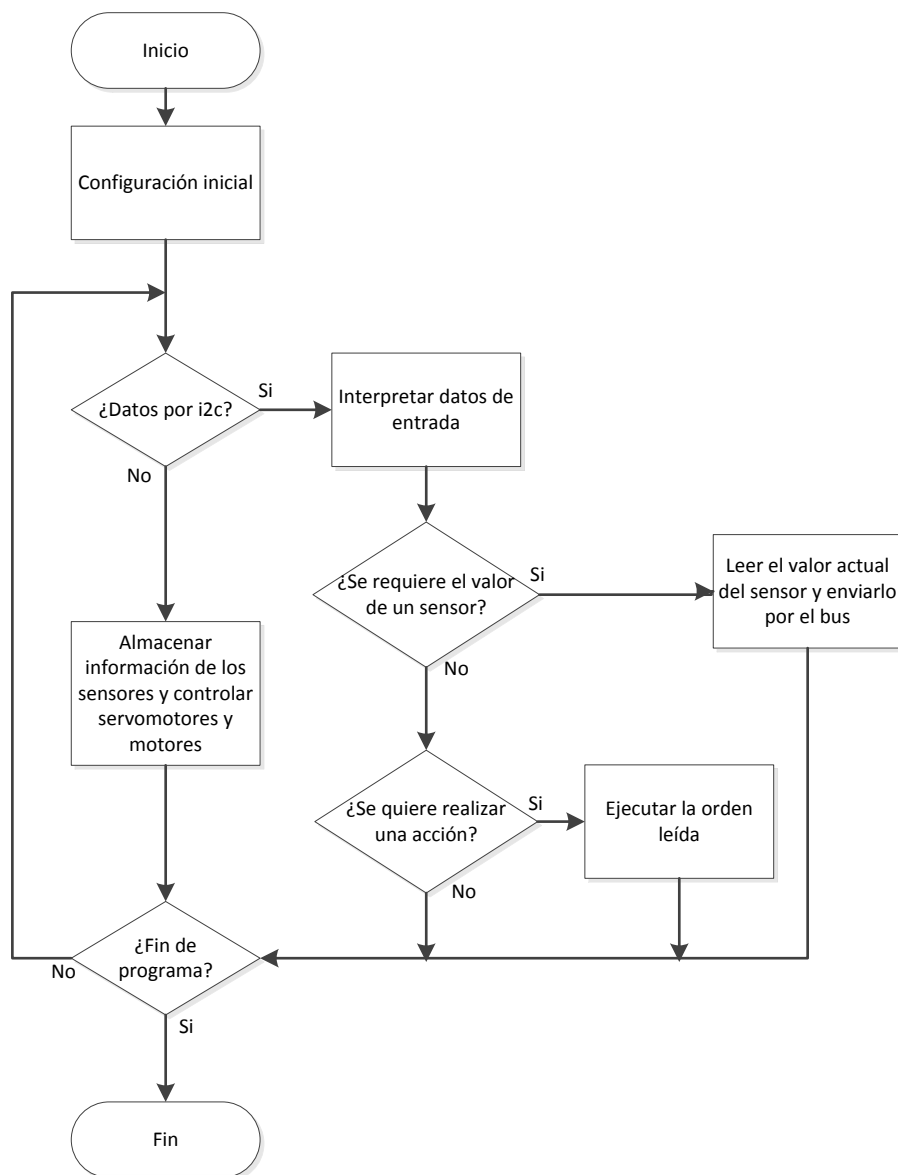 Inicio
Configuración inicial
¿Datos por i2c?
Si
Interpretar datos de
entrada
No
¿Se requiere el valor
de un sensor?
Si
Leer el valor actual
del sensor y enviarlo
por el bus
No
Almacenar
información de los
sensores y controlar
servomotores y
motores
¿Se quiere realizar
una acción?
Si
Ejecutar la orden
leída
No
¿Fin de
programa?
No
Si
Fin